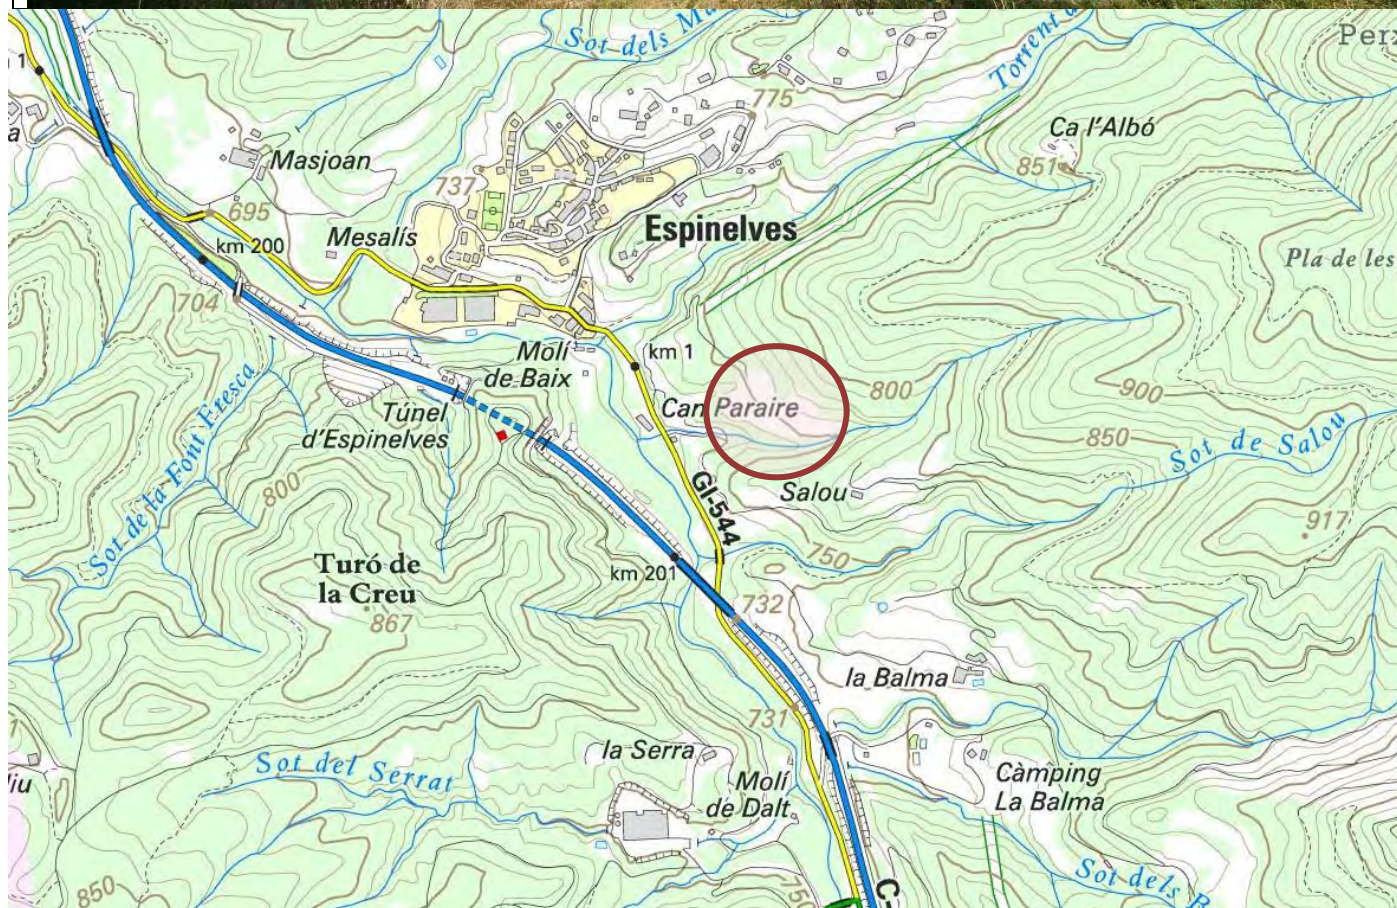 Sot dels
Torrent
775
Ca l'Albó
851
Masjoan
737
695
Mesalís
Espinelves
km 200
Pla de les
704
Molí
de Baix
km 1
Can Paraire
800
900
850
Túnel
d'Espinelves
Sot de Salou
Sot de la Font Fresca
800
Salou
GI-544
750
917
Turó de
la Creu
867
km 201
732
la Balma
731
la Serra
Sot del Serrat
Molí
de Dalt
Càmping
La Balma
850
Sot dels